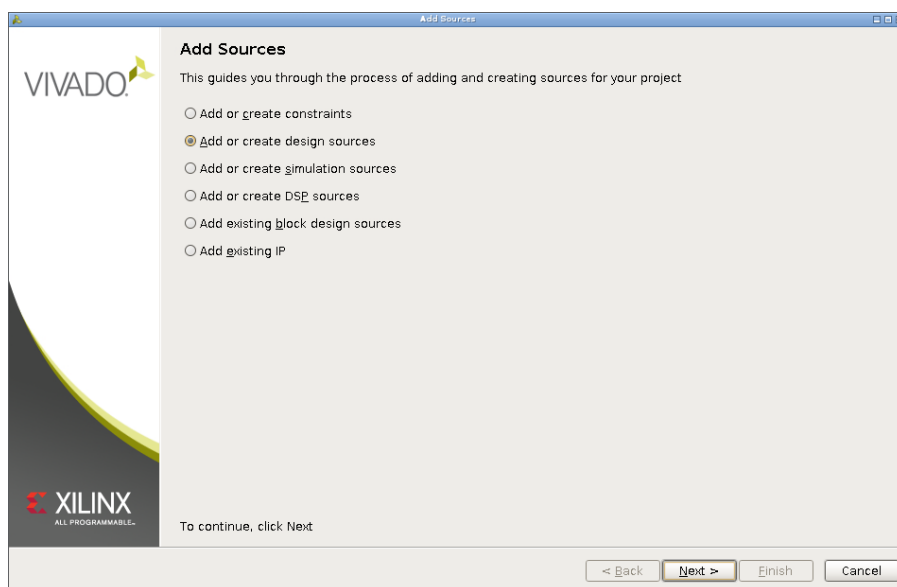 Add Sources
VIVADO.
Add Sources
This guides you through the process of adding and creating sources for your project
Add or create constraints
Add or create design sources
Add or create simulation sources
Add or create DSP sources
Add existing block design sources
Add existing IP
XILINX
ALL PROGRAMMABLE.
To continue, click Next
< Back
Next >
Finish
Cancel